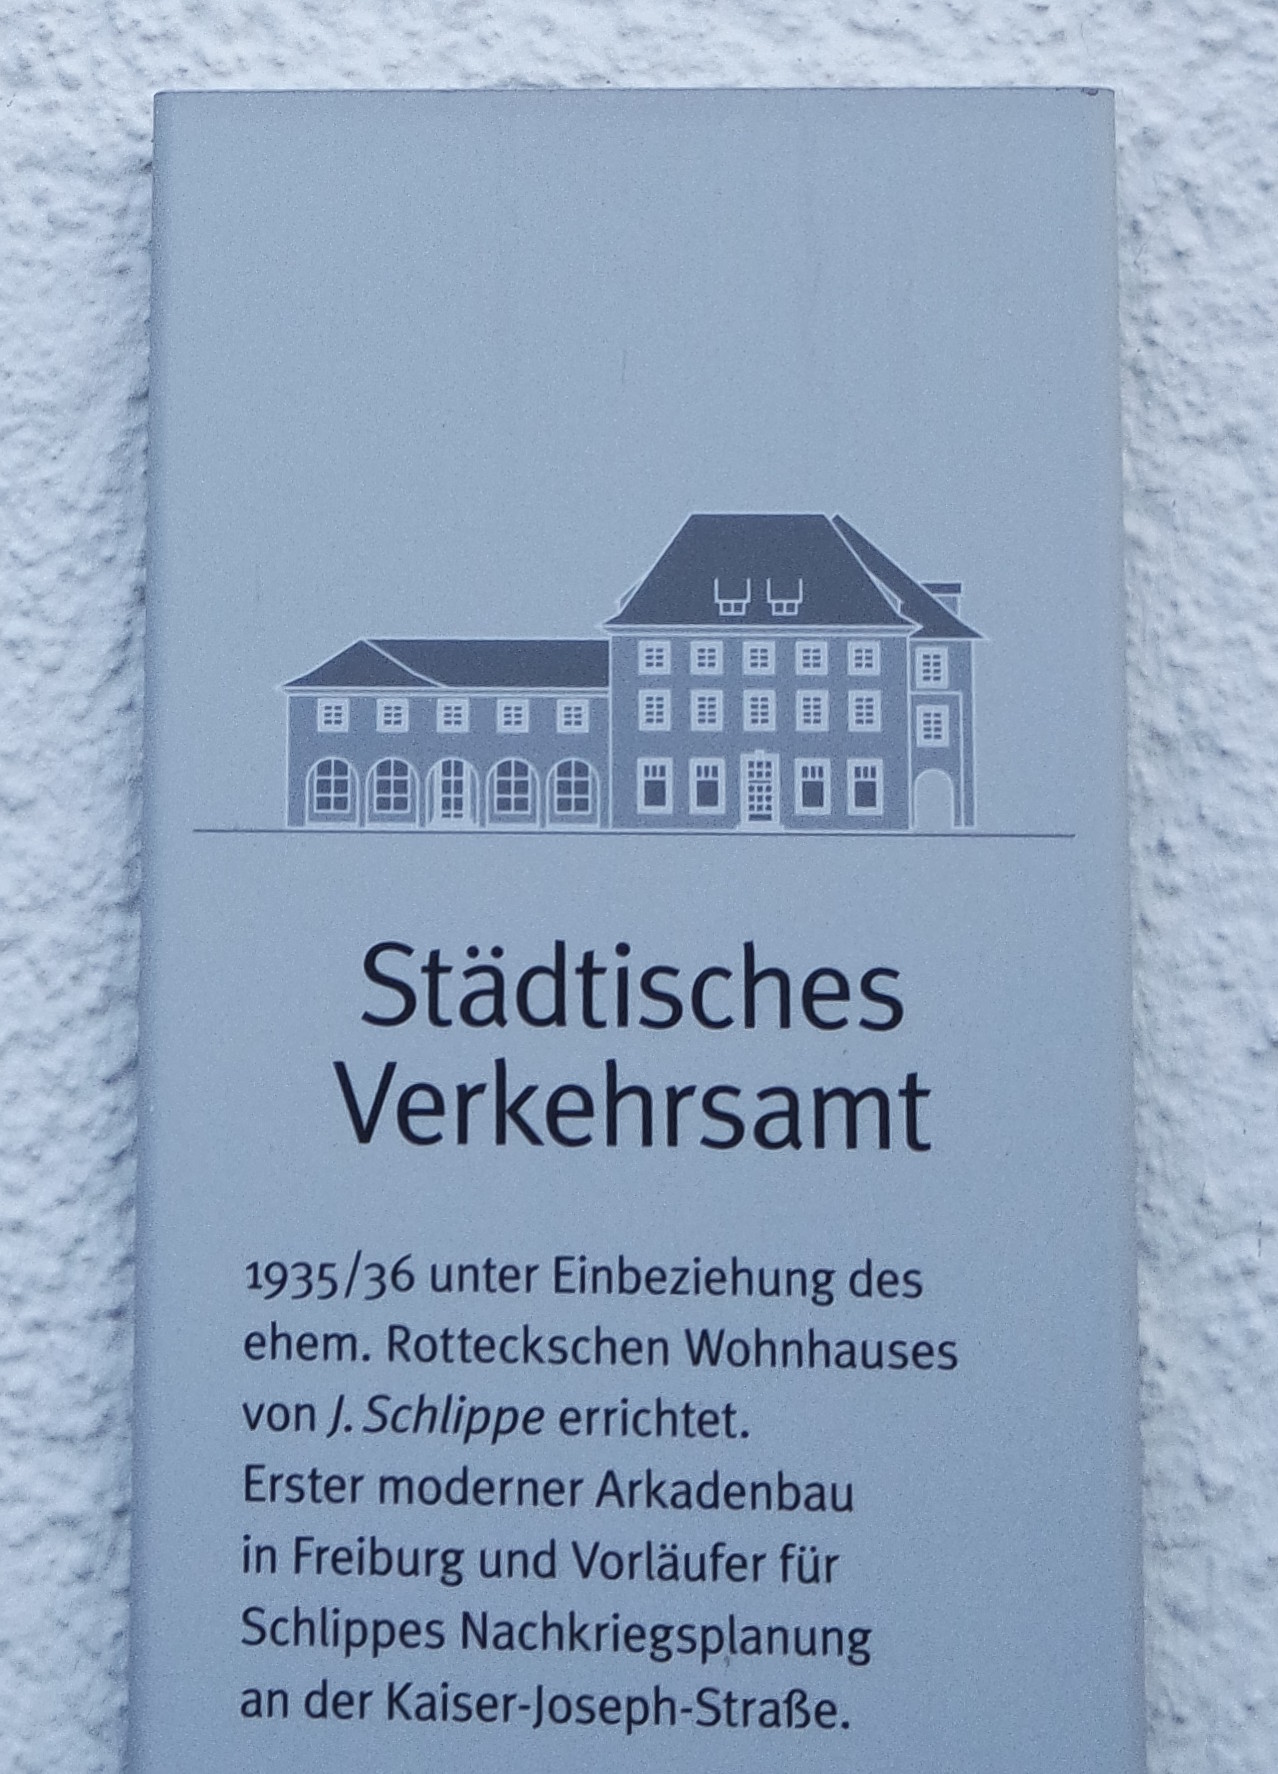 Städtisches
Verkehrsamt
1935/36 unter Einbeziehung des
ehem. Rotteckschen Wohnhauses
von J. Schlippe errichtet.
Erster moderner Arkadenbau
in Freiburg und Vorläufer für
Schlippes Nachkriegsplanung
an der Kaiser-Joseph-Straße.